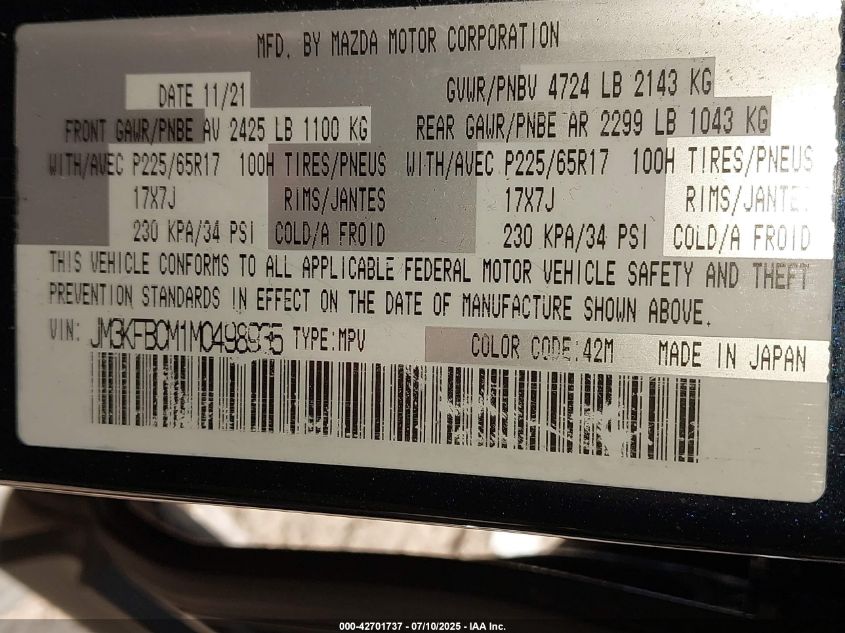 MFD. BY MAZDA MOTOR CORPORATION
DATE 11/21 GVWR/PNBV 4724 LB 2143 KG
FRONT GAWR/PNBE AV 2425 LB 1100 KG REAR GAWR/PNBE AR 2299 LB 1043 KG
WITH/AVEC P225/65R17 100H TIRES/PNEUS WITH/AVEC P225/65R17 100H TIRES/PNEUS
17X7J RIMS/JANTES 17X7J RIMS/JANTES
230 KPA/34 PSI COLD/A FROID 230 KPA/34 PSI COLD/A FROID
THIS VEHICLE CONFORMS TO ALL APPLICABLE FEDERAL MOTOR VEHICLE SAFETY AND THEFT
PREVENTION STANDARDS IN EFFECT ON THE DATE OF MANUFACTURE SHOWN ABOVE.
VIN: JM3KFBCM1M0498935 TYPE:MPV COLOR CODE:42M MADE IN JAPAN
000-42701737 - 07/10/2025 - IAA Inc.